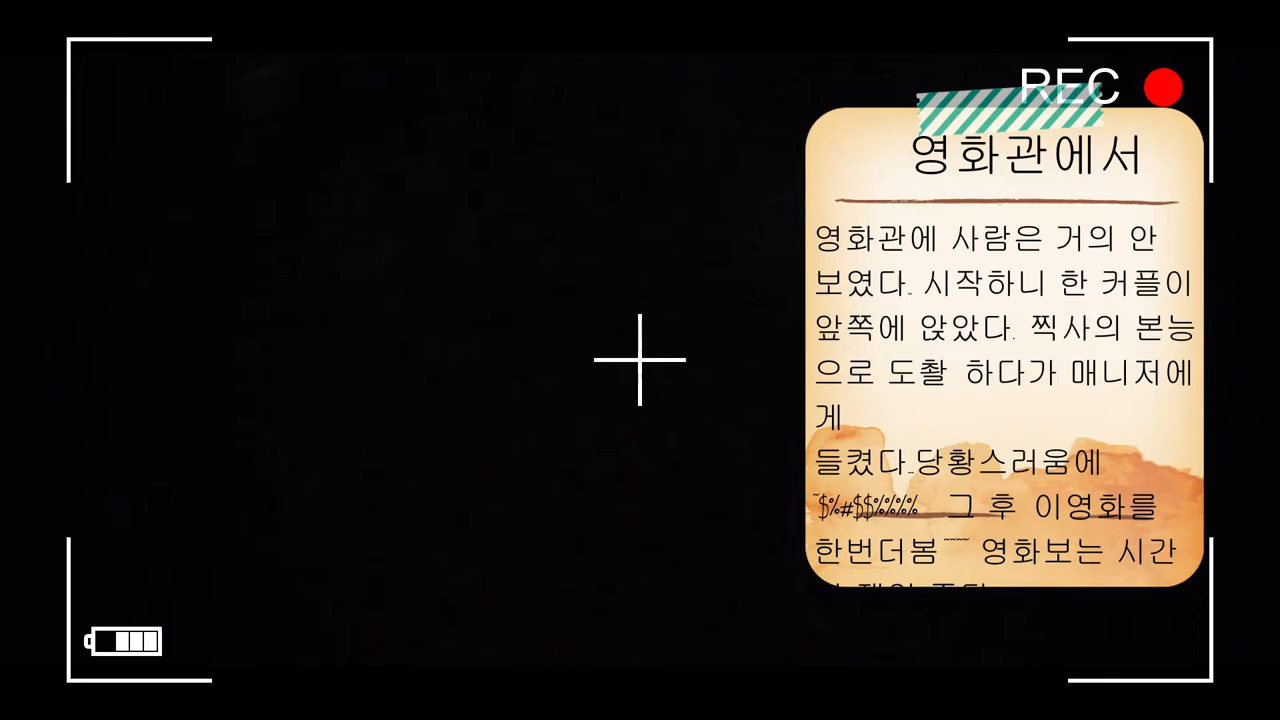 REC
영화관에서
영화관에 사람은 거의 안
보였다. 시작하니 한 커플이
앞쪽에 앉았다. 찍사의 본능
으로 도촬 하다가 매니저에
게
들켰다..당황스러움에
~$%#$$%%%% 그 후 이영화를
한번더봄~~~~ 영화보는 시간